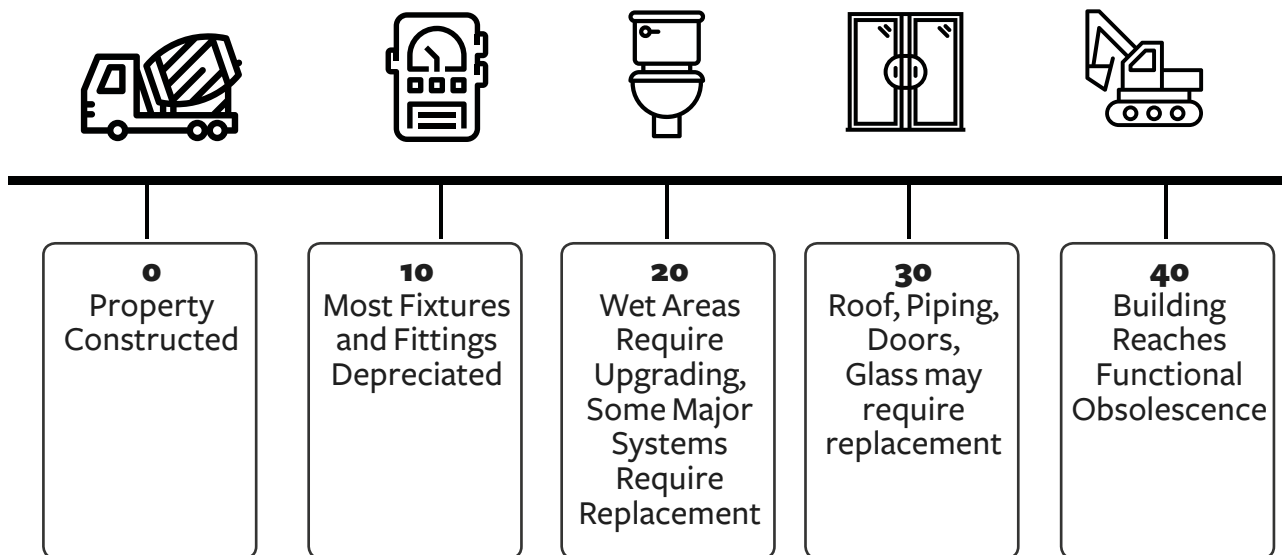 0
Property
Constructed
10
Most Fixtures
and Fittings
Depreciated
20
Wet Areas
Require
Upgrading,
Some Major
Systems
Require
Replacement
30
Roof, Piping,
Doors,
Glass may
require
replacement
40
Building
Reaches
Functional
Obsolescence